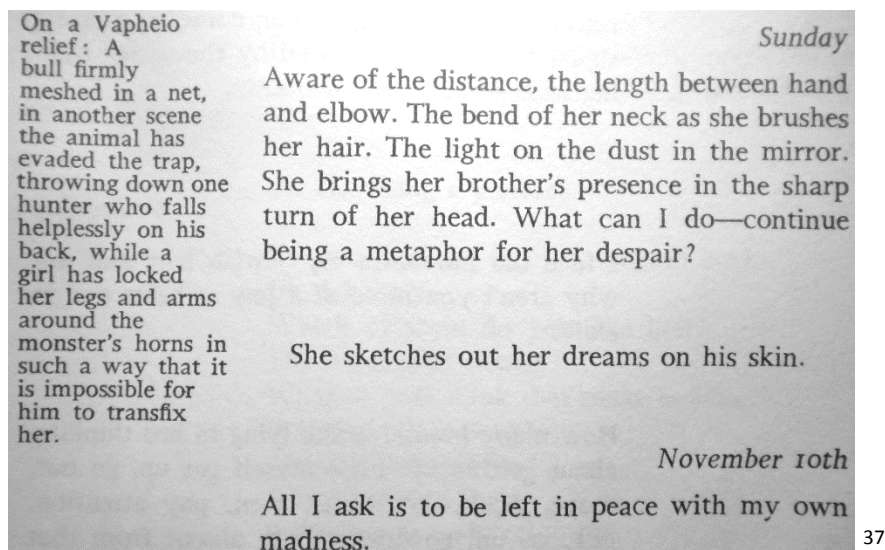 On a Vapheio
relief: A
bull firmly
meshed in a net,
in another scene
the animal has
evaded the trap,
throwing down one
hunter who falls
helplessly on his
back, while a
girl has locked
her legs and arms
around the
monster's horns in
such a way that it
is impossible for
him to transfix
her.
Sunday
Aware of the distance, the length between hand
and elbow. The bend of her neck as she brushes
her hair. The light on the dust in the mirror.
She brings her brother's presence in the sharp
turn of her head. What can I do—continue
being a metaphor for her despair?
She sketches out her dreams on his skin.
November 10th
All I ask is to be left in peace with my own
madness.
37